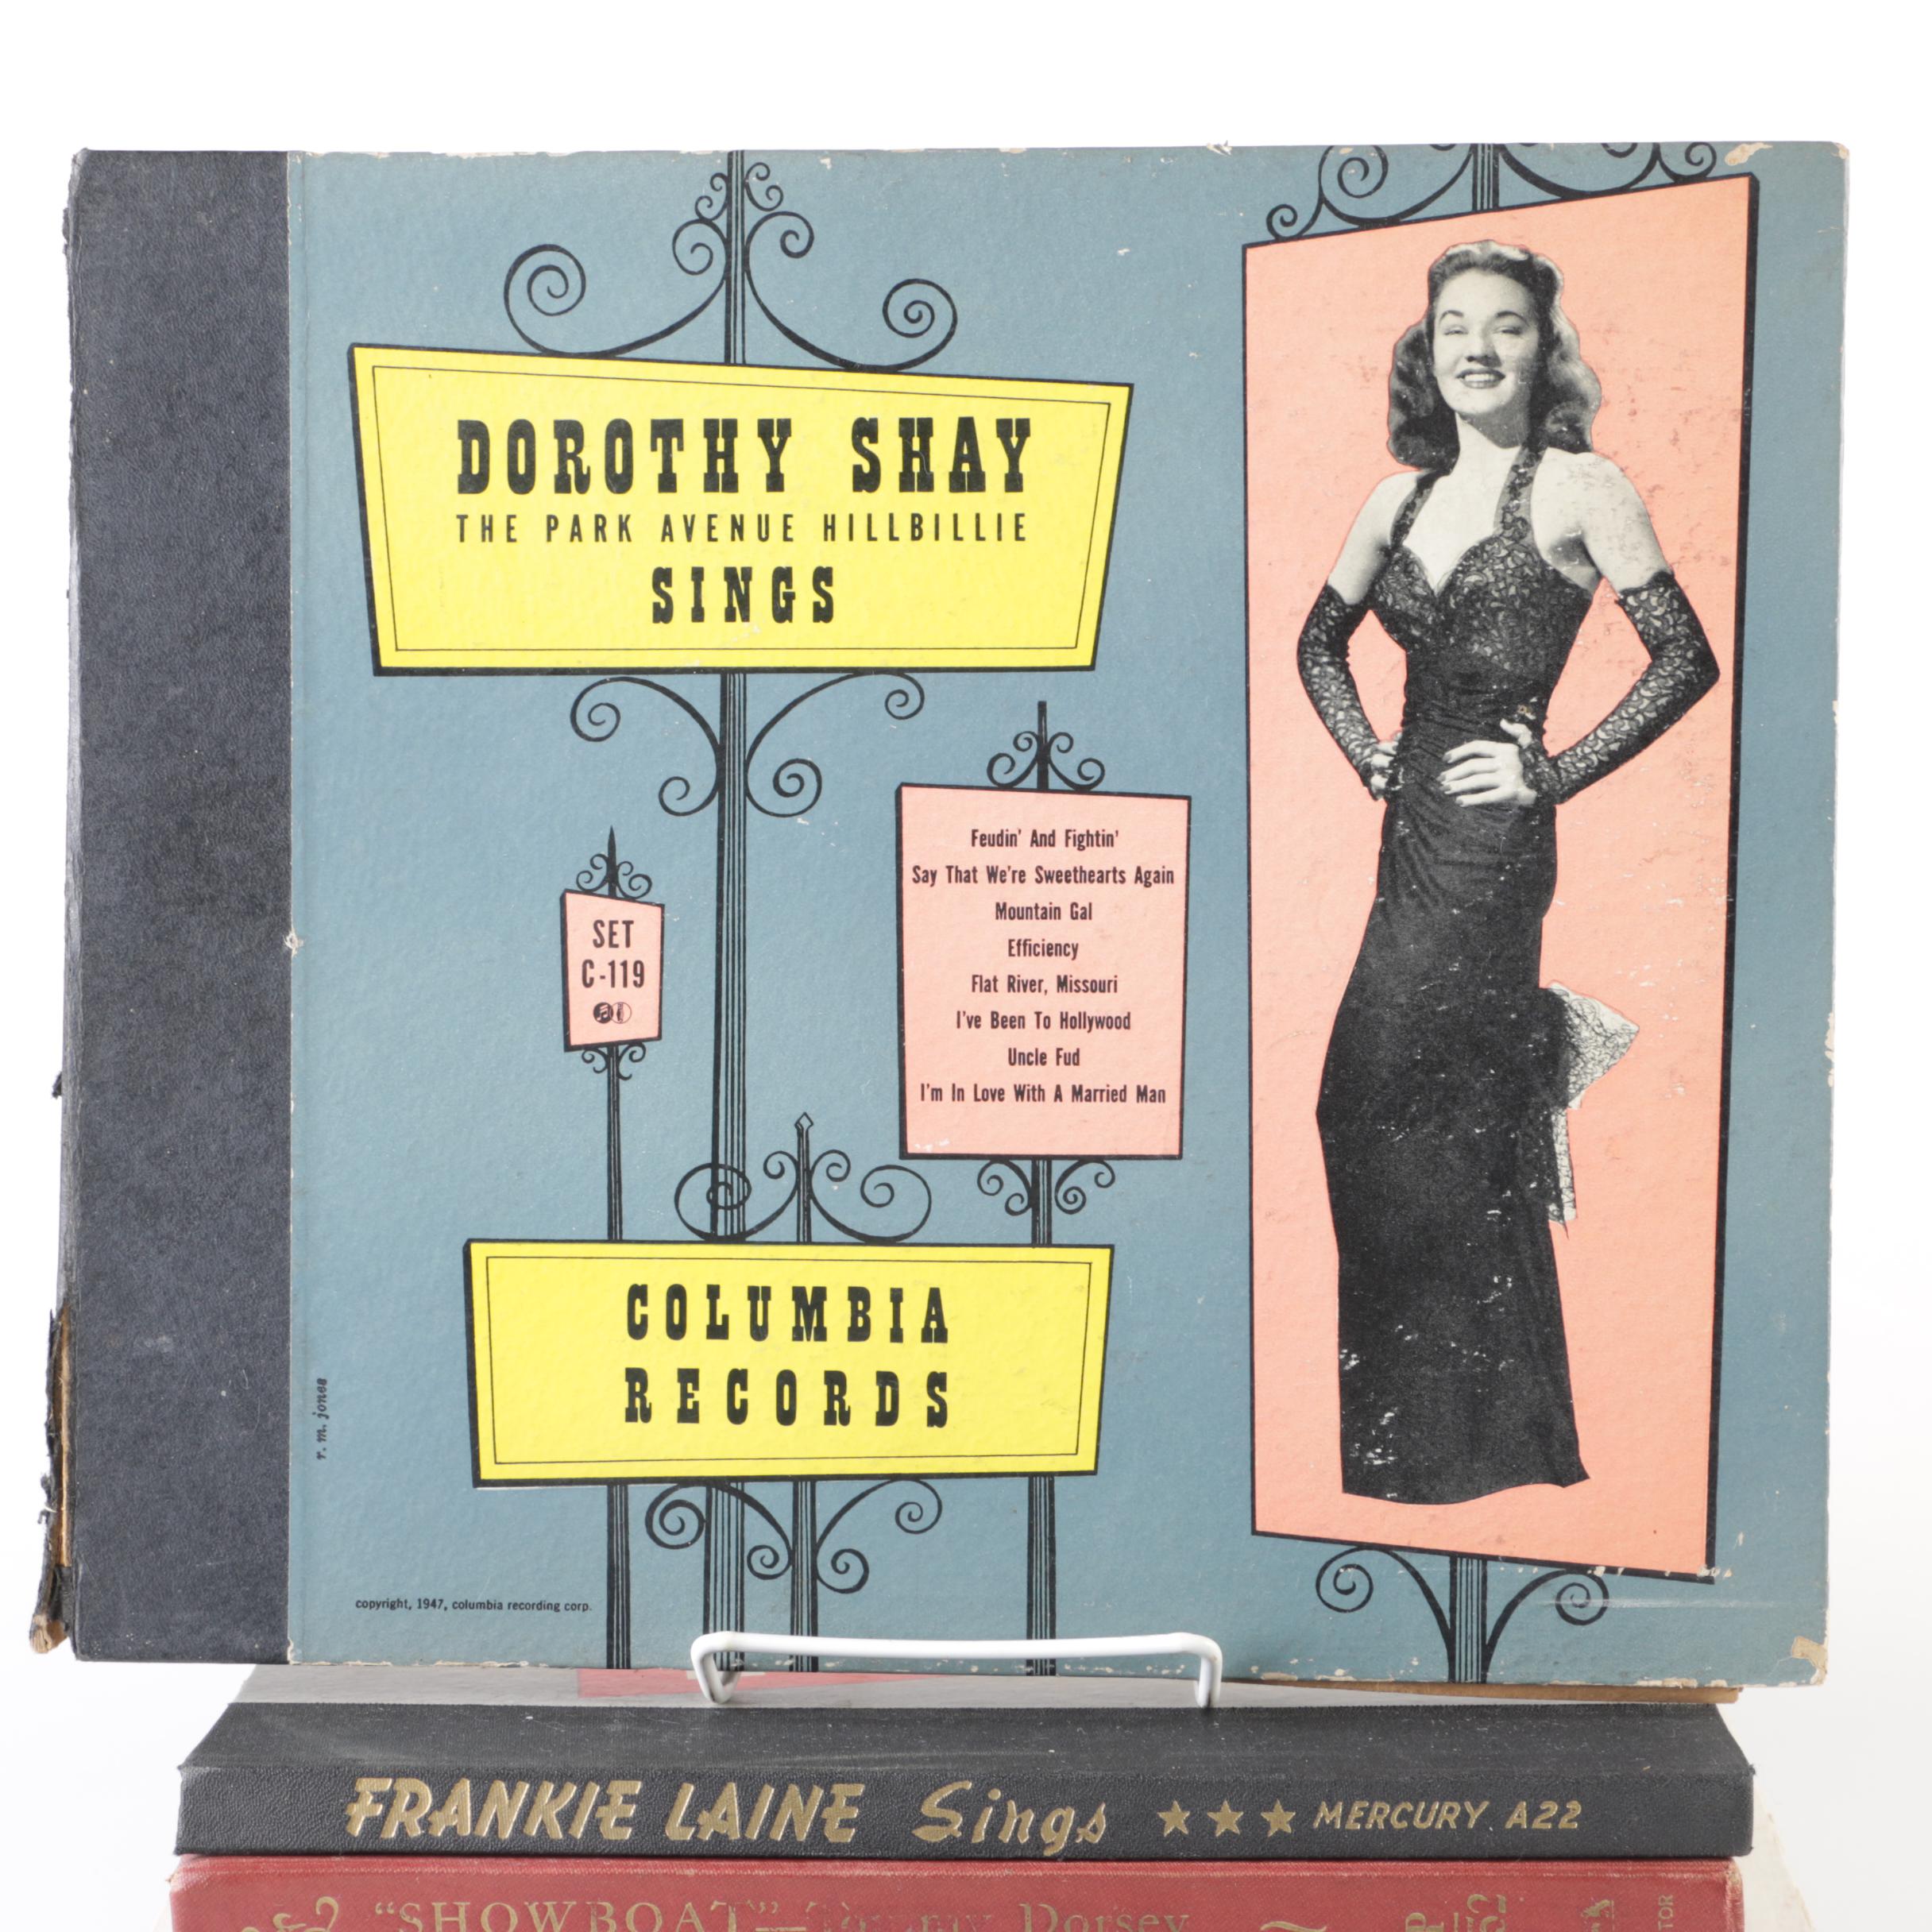 DOROTHY SHAY
THE PARK AVENUE HILLBILLIE
SINGS
SET
C-119
Feudin' And Fightin'
Say That We're Sweethearts Again
Mountain Gal
Efficiency
Flat River, Missouri
I've Been To Hollywood
Uncle Fud
I'm In Love With A Married Man
COLUMBIA
RECORDS
r. m. jones
copyright, 1947, columbia recording corp.
FRANKIE LAINE Sings ★★★ MERCURY A22
"SHOWBOAT"—Tommy Dorsey